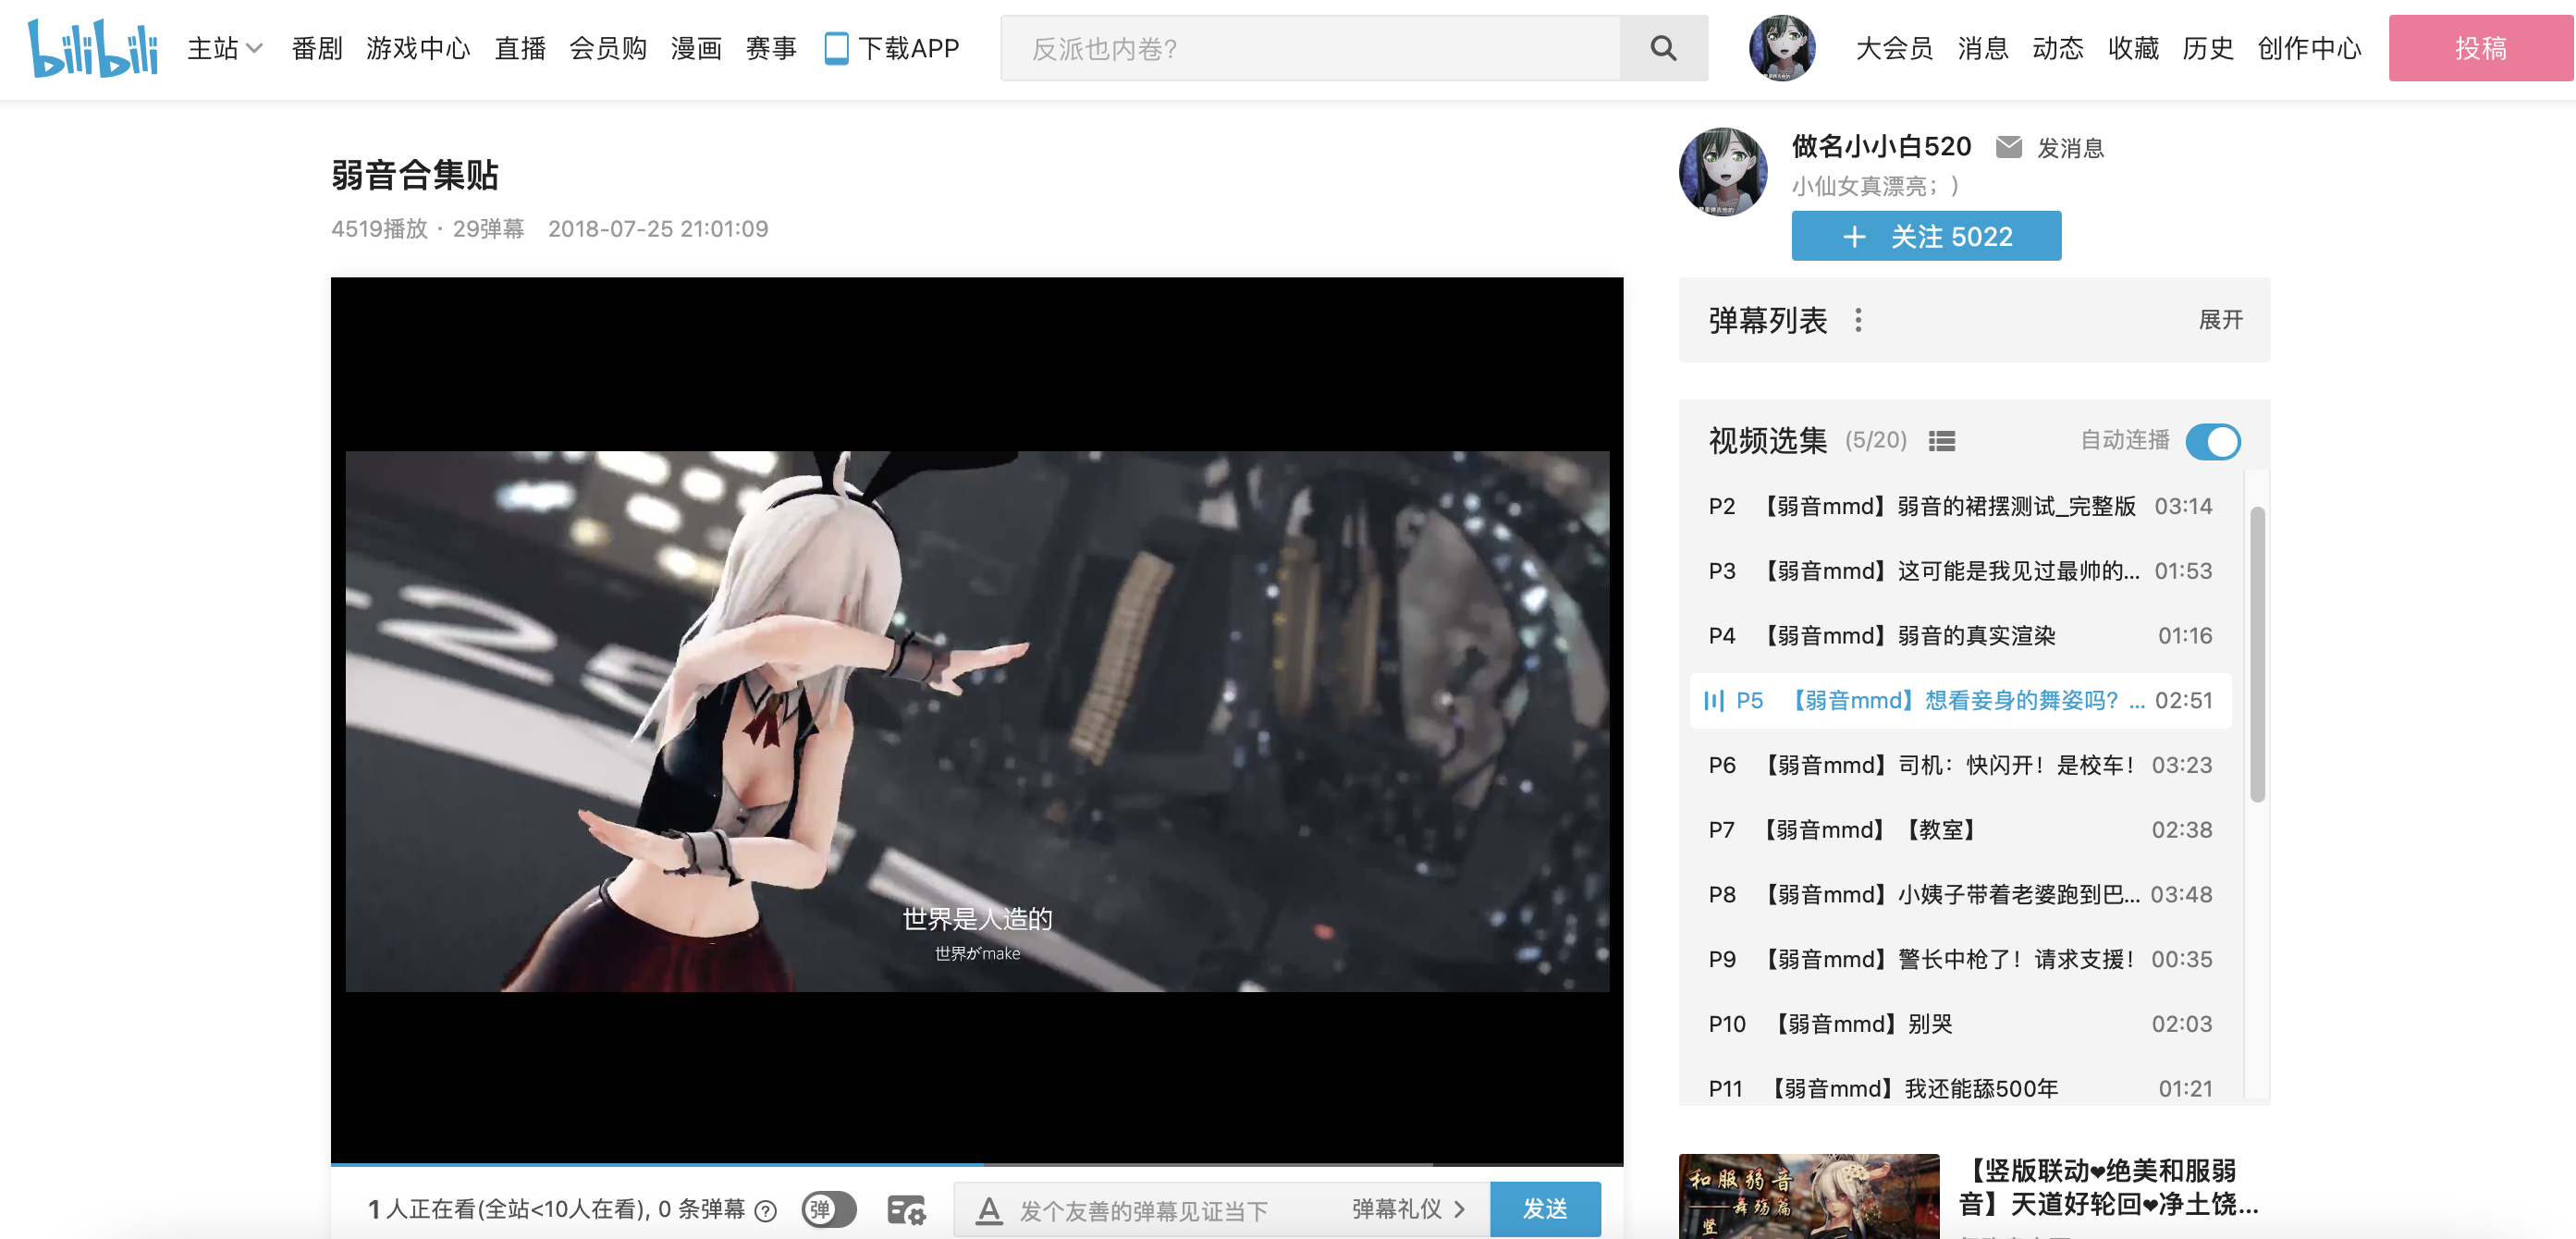 bilibili 主站 番剧 游戏中心 直播 会员购 漫画 赛事 下载APP 反派也内卷? 大会员 消息 动态 收藏 历史 创作中心 投稿
弱音合集贴
4519播放 · 29弹幕 2018-07-25 21:01:09
做名小小白520 发消息
小仙女真漂亮；)
+ 关注 5022
弹幕列表 展开
视频选集 (5/20) 自动连播
P2 【弱音mmd】弱音的裙摆测试_完整版 03:14
P3 【弱音mmd】这可能是我见过最帅的... 01:53
P4 【弱音mmd】弱音的真实渲染 01:16
P5 【弱音mmd】想看妾身的舞姿吗？... 02:51
P6 【弱音mmd】司机：快闪开！是校车！ 03:23
P7 【弱音mmd】【教室】 02:38
P8 【弱音mmd】小姨子带着老婆跑到巴... 03:48
P9 【弱音mmd】警长中枪了！请求支援！ 00:35
P10 【弱音mmd】别哭 02:03
P11 【弱音mmd】我还能舔500年 01:21
25
世界是人造的
世界がmake
1 人正在看(全站<10人在看), 0 条弹幕 弹 A 发个友善的弹幕见证当下 弹幕礼仪 > 发送
和服弱音
舞殇篇
竖
【竖版联动❤绝美和服弱
音】天道好轮回❤净土饶...